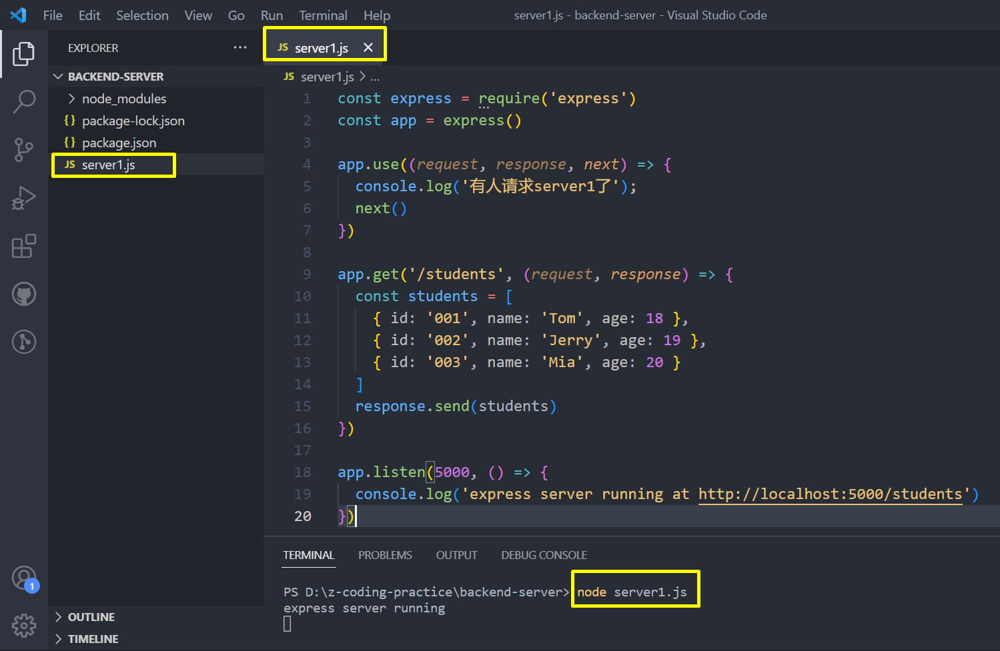 File Edit Selection View Go Run Terminal Help server1.js - backend-server - Visual Studio Code
EXPLORER ···
JS server1.js ×
BACKEND-SERVER
node_modules
{} package-lock.json
{} package.json
JS server1.js
JS server1.js > ...
1 const express = require('express')
2 const app = express()
3
4 app.use((request, response, next) => {
5   console.log('有人请求server1了');
6   next()
7 })
8
9 app.get('/students', (request, response) => {
10   const students = [
11     { id: '001', name: 'Tom', age: 18 },
12     { id: '002', name: 'Jerry', age: 19 },
13     { id: '003', name: 'Mia', age: 20 }
14   ]
15   response.send(students)
16 })
17
18 app.listen(5000, () => {
19   console.log('express server running at http://localhost:5000/students')
20 })
TERMINAL PROBLEMS OUTPUT DEBUG CONSOLE
PS D:\z-coding-practice\backend-server> node server1.js
express server running
1
OUTLINE
TIMELINE